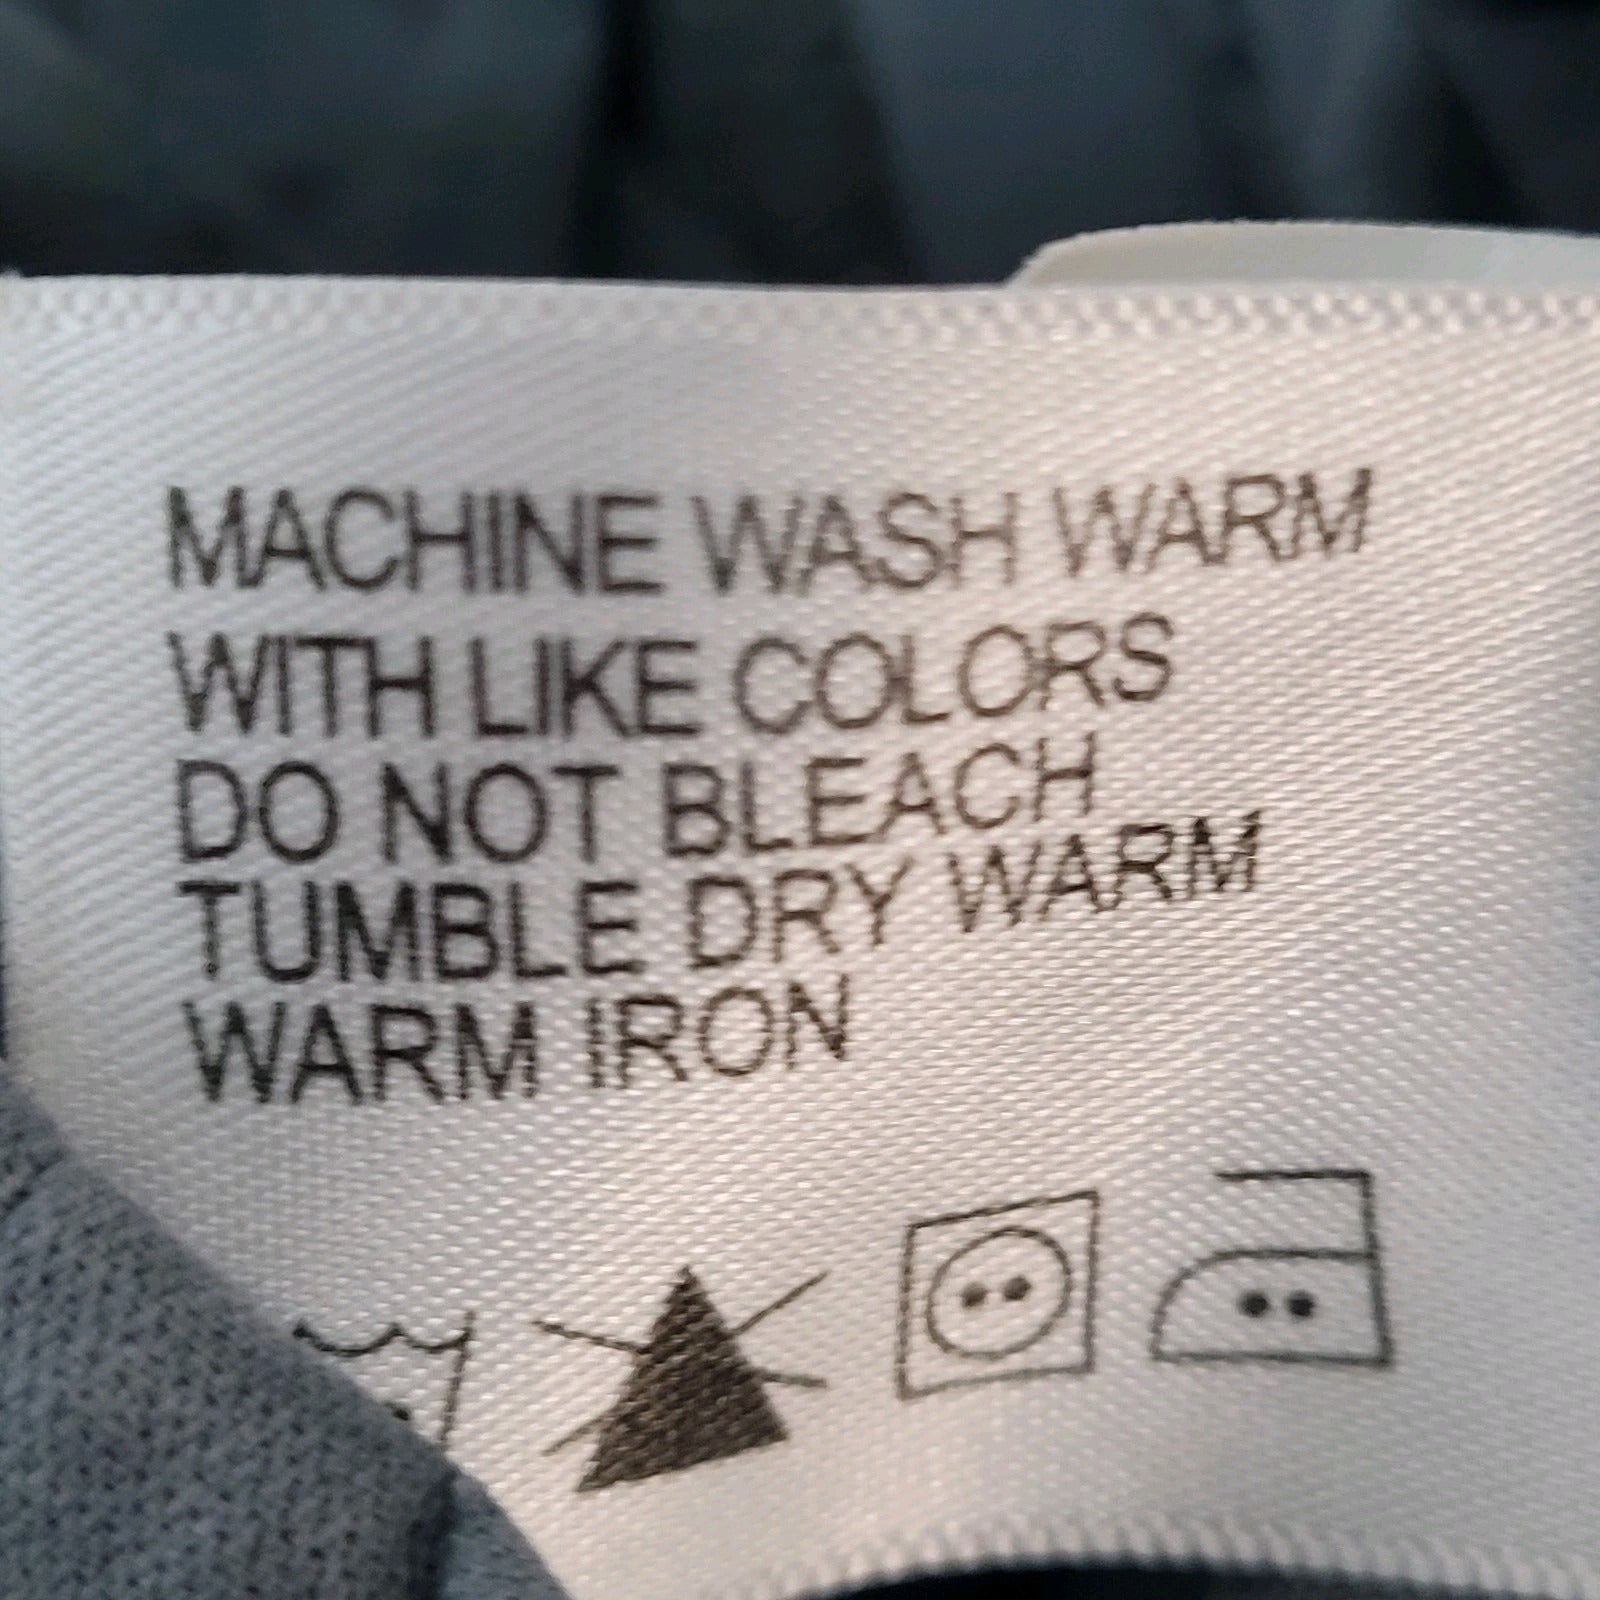 MACHINE WASH WARM
WITH LIKE COLORS
DO NOT BLEACH
TUMBLE DRY WARM
WARM IRON